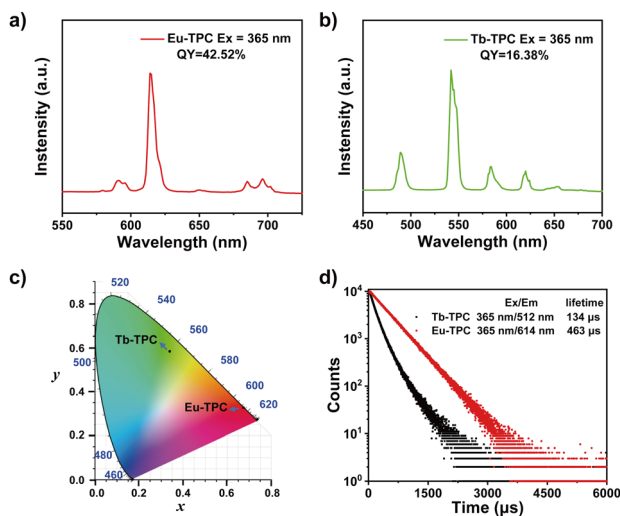 a)
Eu-TPC Ex = 365 nm
QY=42.52%
Intensity (a.u.)
550 600 650 700
Wavelength (nm)
b)
Tb-TPC Ex = 365 nm
QY=16.38%
Intensity (a.u.)
450 500 550 600 650 700
Wavelength (nm)
c)
520
540
560
580
600
620
500
480
460
Tb-TPC
Eu-TPC
y
0.8
0.6
0.4
0.2
0.0
0.0 0.2 0.4 0.6 0.8
x
d)
Ex/Em lifetime
Tb-TPC 365 nm/512 nm 134 µs
Eu-TPC 365 nm/614 nm 463 µs
Counts
10⁴
10³
10²
10¹
10⁰
0 1500 3000 4500 6000
Time (µs)